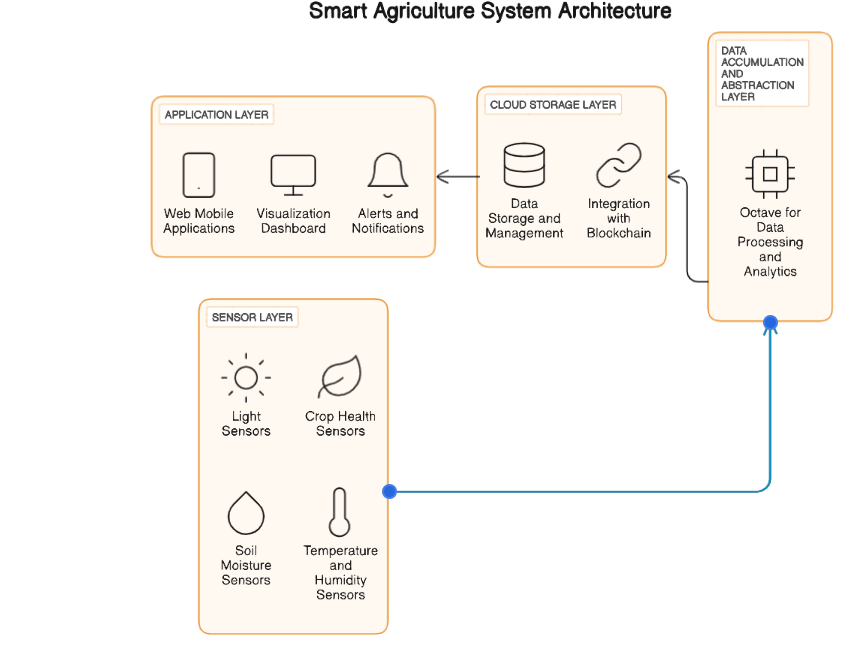 Smart Agriculture System Architecture
DATA
ACCUMULATION
AND
ABSTRACTION
LAYER
APPLICATION LAYER
CLOUD STORAGE LAYER
Web Mobile
Applications
Visualization
Dashboard
Alerts and
Notifications
Data
Storage and
Management
Integration
with
Blockchain
Octave for
Data
Processing
and
Analytics
SENSOR LAYER
Light
Sensors
Crop Health
Sensors
Soil
Moisture
Sensors
Temperature
and
Humidity
Sensors